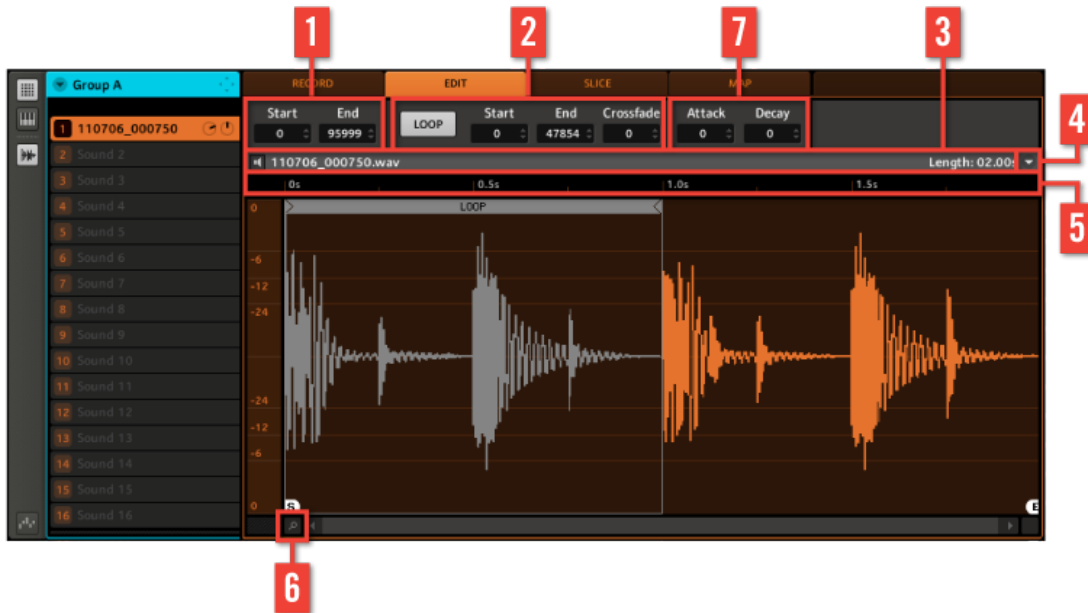 1 2 7 3
Group A RECORD EDIT SLICE MAP
Start End LOOP Start End Crossfade Attack Decay
0 95999 0 47854 0 0 0
4
110706_000750.wav Length: 02.00s
0s 0.5s 1.0s 1.5s
5
1 110706_000750
2 Sound 2
3 Sound 3
4 Sound 4
5 Sound 5
6 Sound 6
7 Sound 7
8 Sound 8
9 Sound 9
10 Sound 10
11 Sound 11
12 Sound 12
13 Sound 13
14 Sound 14
15 Sound 15
16 Sound 16
0 LOOP
-6
-12
-24
-24
-12
-6
0 S E
6